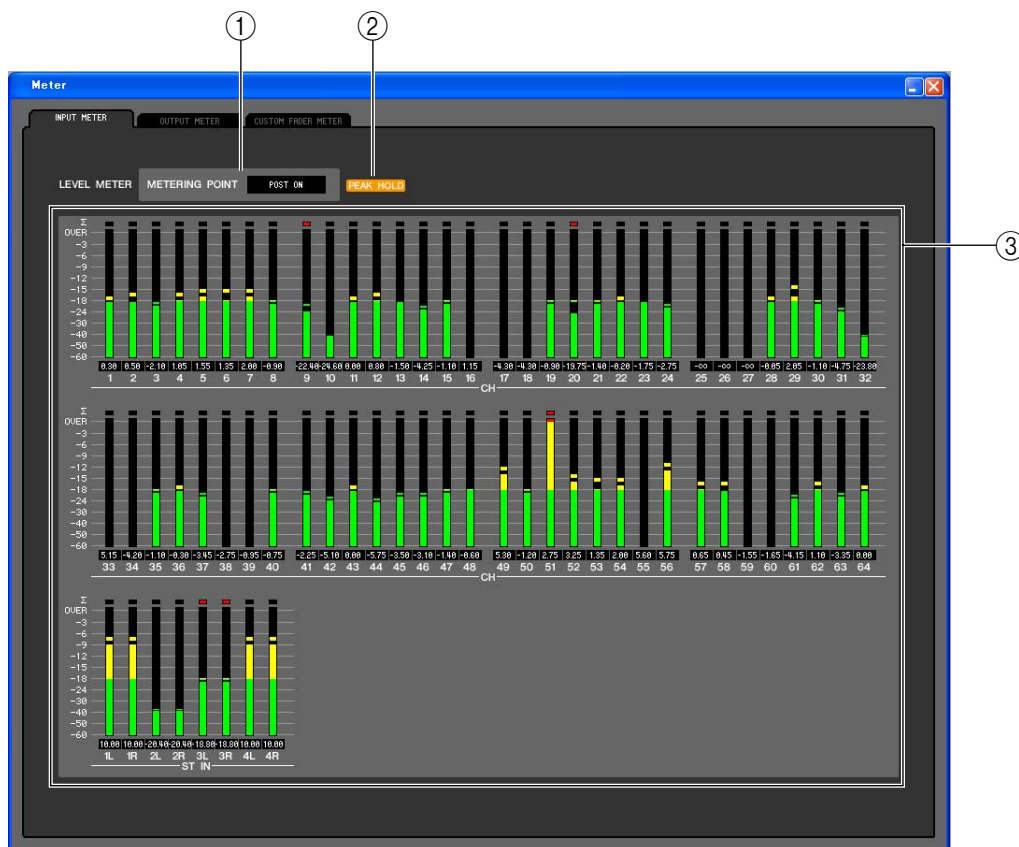 ① ②
Meter
INPUT METER OUTPUT METER CUSTOM FADER METER
LEVEL METER METERING POINT POST ON PEAK HOLD
③
Σ
OVER
-3
-6
-9
-12
-15
-18
-24
-30
-40
-50
-60
0.30 0.50 -2.10 1.05 1.55 1.35 2.00 -0.90 -22.40 -24.60 0.00 0.80 -1.50 -4.25 -1.10 1.15 -4.30 -4.30 -0.90 -19.75 -1.40 -0.20 -1.75 -2.75 -∞ -∞ -∞ -0.05 2.05 -1.10 -4.75 -23.80
1 2 3 4 5 6 7 8 9 10 11 12 13 14 15 16 17 18 19 20 21 22 23 24 25 26 27 28 29 30 31 32
CH
Σ
OVER
-3
-6
-9
-12
-15
-18
-24
-30
-40
-50
-60
5.15 -4.20 -1.10 -0.30 -3.45 -2.75 -0.95 -0.75 -2.25 -5.10 0.00 -5.75 -3.50 -3.10 -1.40 -0.60 5.30 -1.20 2.75 3.25 1.35 2.00 5.60 5.75 0.65 0.45 -1.55 -1.65 -4.15 1.10 -3.35 0.00
33 34 35 36 37 38 39 40 41 42 43 44 45 46 47 48 49 50 51 52 53 54 55 56 57 58 59 60 61 62 63 64
CH
Σ
OVER
-3
-6
-9
-12
-15
-18
-24
-30
-40
-50
-60
10.00 10.00 -20.40 -20.40 -18.80 -18.80 10.00 10.00
1L 1R 2L 2R 3L 3R 4L 4R
ST IN